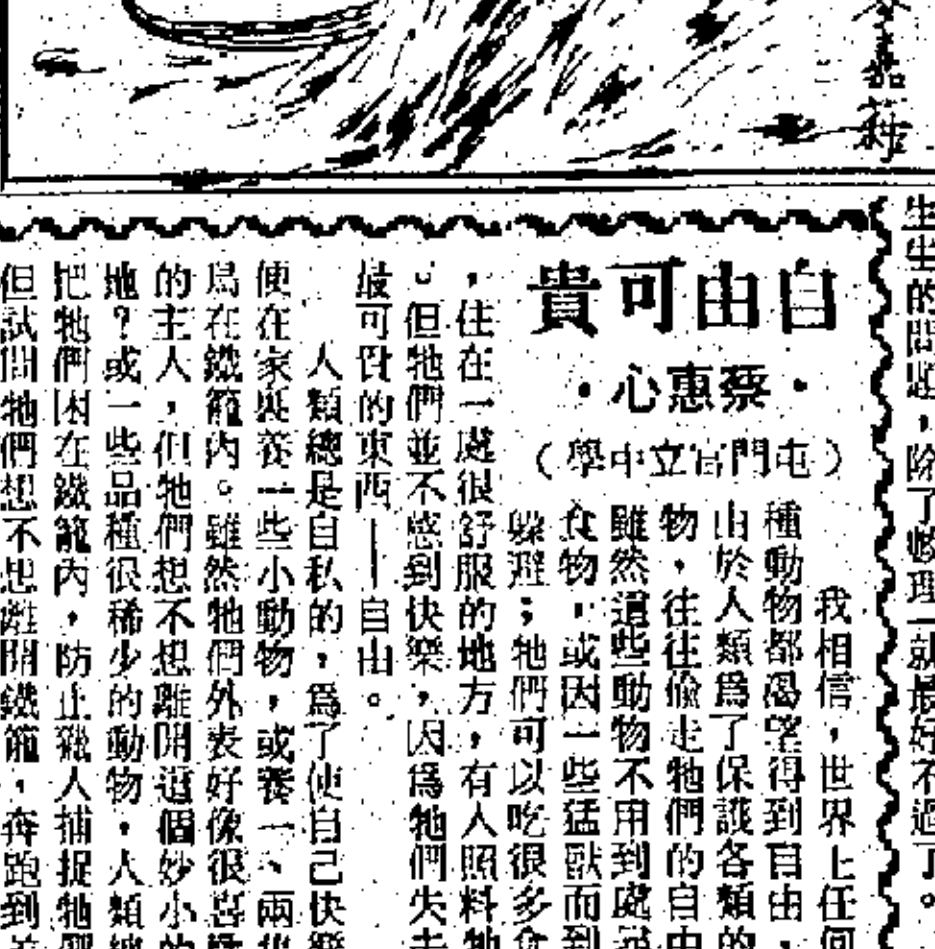 生生的問題，除了數理一就最好不過了。
自由可貴
·蔡惠心·
（屯門官立中學）
我相信，世界上任何
種動物都渴望得到自由，
由於人類爲了保護各類的
物，往往偷走牠們的自由
雖然這些動物不用到處尋
食物，或因一些猛獸而到
躲避；牠們可以吃很多食
，住在一處很舒服的地方，有人照料牠
。但牠們並不感到快樂，因爲牠們失去
最可貴的東西——自由。
人類總是自私的，爲了使自己快樂
便在家裏養一些小動物，或養一、兩隻
鳥在鐵籠內。雖然牠們外表好像很喜歡
的主人，但牠們想不想離開這個妙小的
地？或一些品種很稀少的動物，人類總
把牠們困在鐵籠內，防止獵人捕捉牠們
但試問牠們想不想離開鐵籠，奔跑到